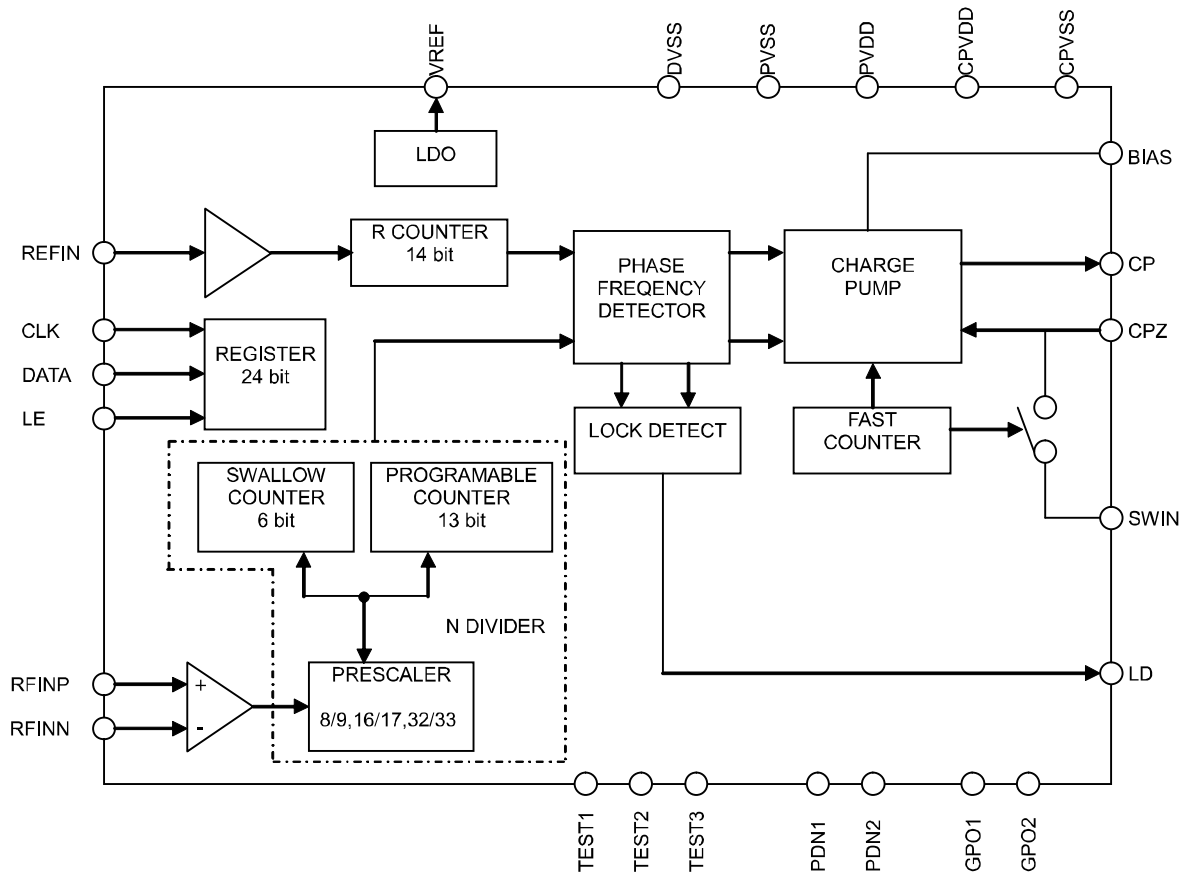 VREF
DVSS
PVSS
PVDD
CPVDD
CPVSS
LDO
BIAS
REFIN
R COUNTER
14 bit
PHASE
FREQENCY
DETECTOR
CHARGE
PUMP
CP
CLK
DATA
LE
REGISTER
24 bit
CPZ
LOCK DETECT
FAST
COUNTER
SWALLOW
COUNTER
6 bit
PROGRAMABLE
COUNTER
13 bit
SWIN
N DIVIDER
RFINP
RFINN
+
-
PRESCALER
8/9,16/17,32/33
LD
TEST1
TEST2
TEST3
PDN1
PDN2
GPO1
GPO2